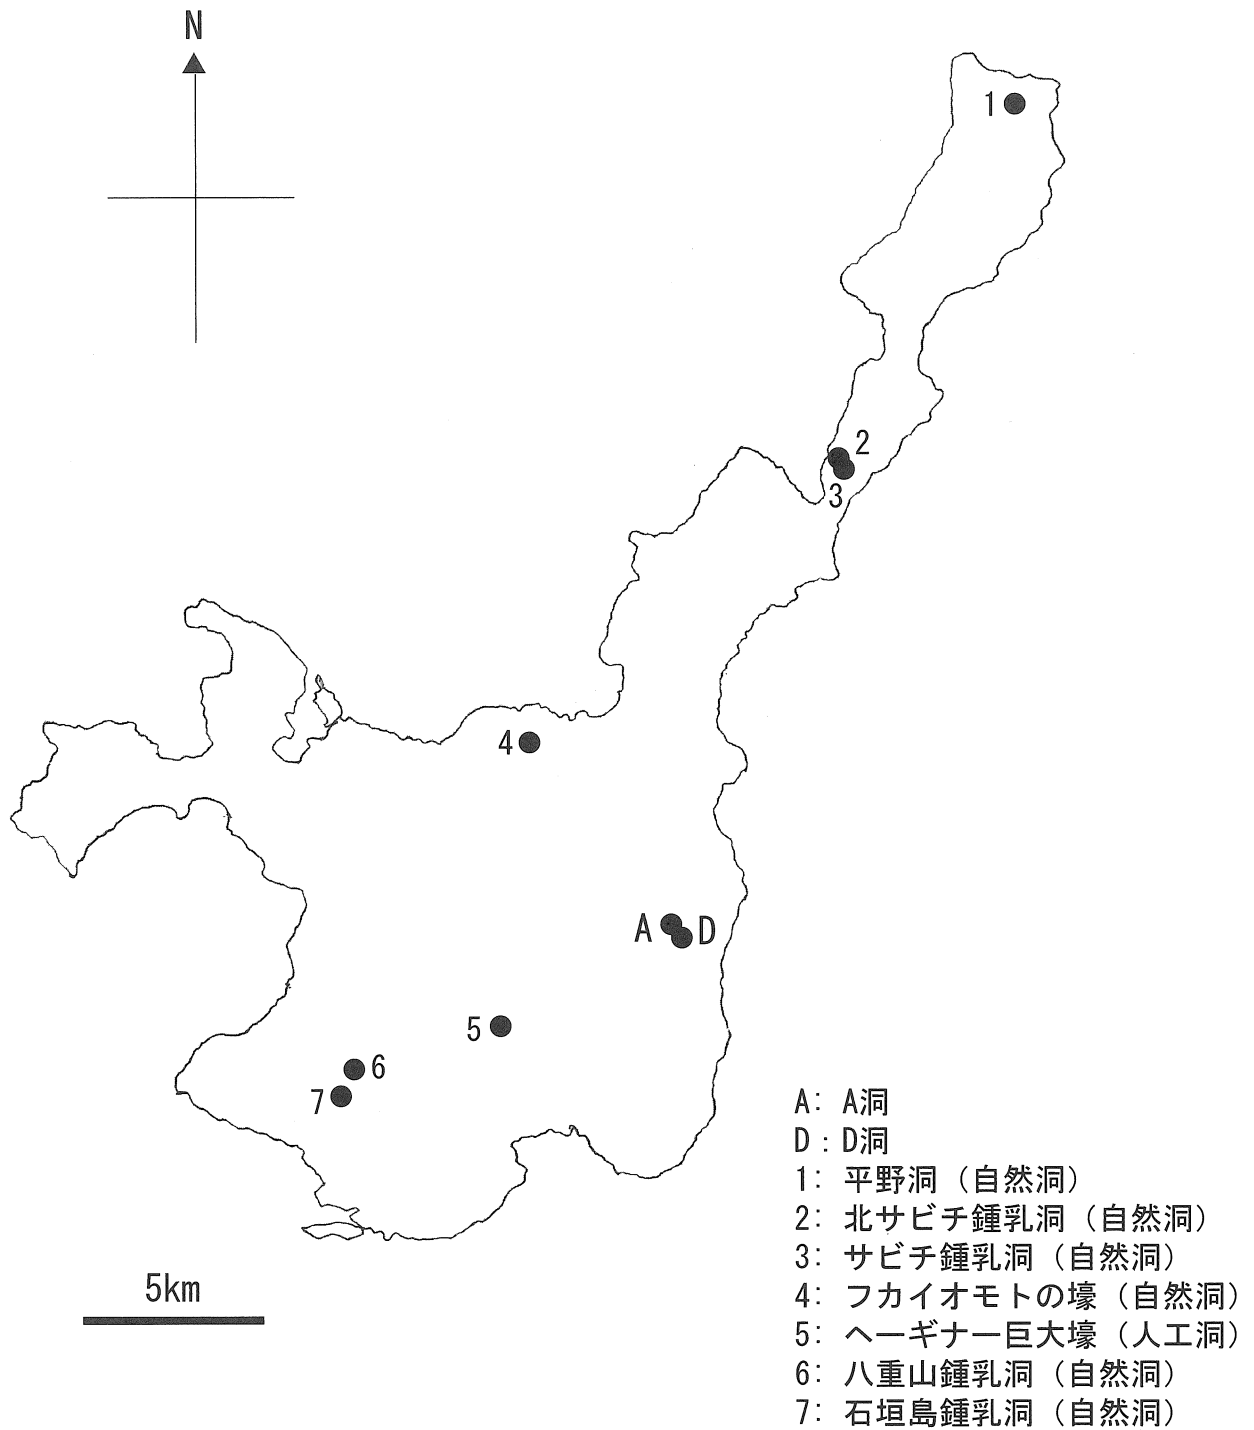 N
1
2
3
4
A
D
5
6
7
5km
A: A洞
D：D洞
1: 平野洞（自然洞）
2: 北サビチ鍾乳洞（自然洞）
3: サビチ鍾乳洞（自然洞）
4: フカイオモトの壕（自然洞）
5: ヘーギナー巨大壕（人工洞）
6: 八重山鍾乳洞（自然洞）
7: 石垣島鍾乳洞（自然洞）